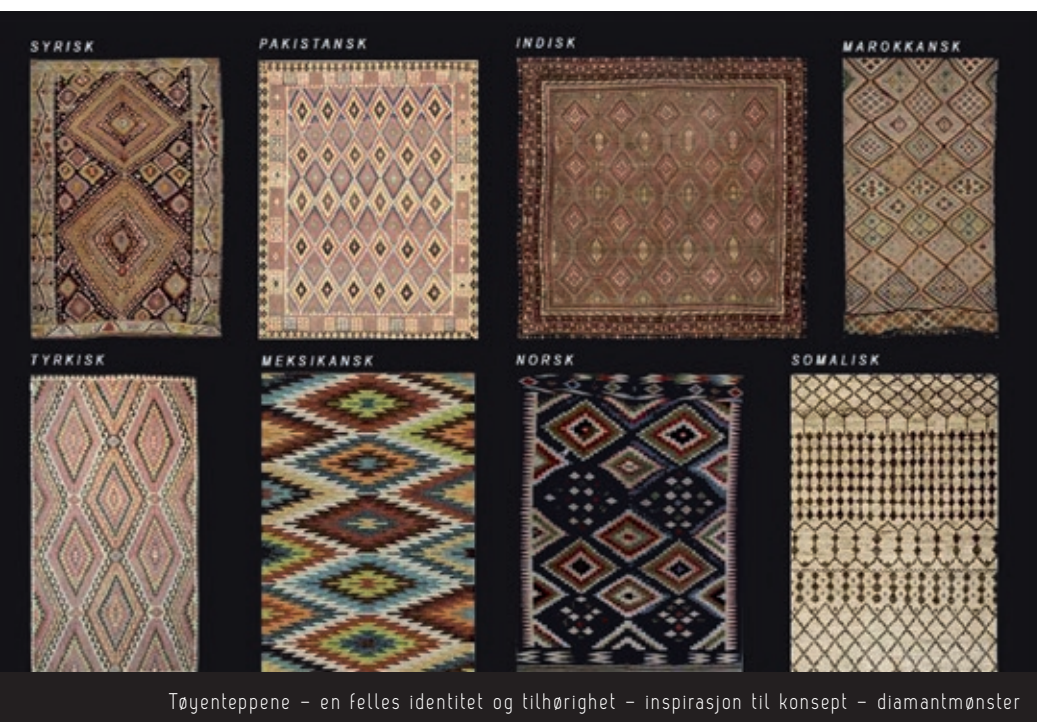 SYRISK
PAKISTANSK
INDISK
MAROKKANSK
TYRKISK
MEKSIKANSK
NORSK
SOMALISK
Tøyenteppene – en felles identitet og tilhørighet – inspirasjon til konsept – diamantmønster